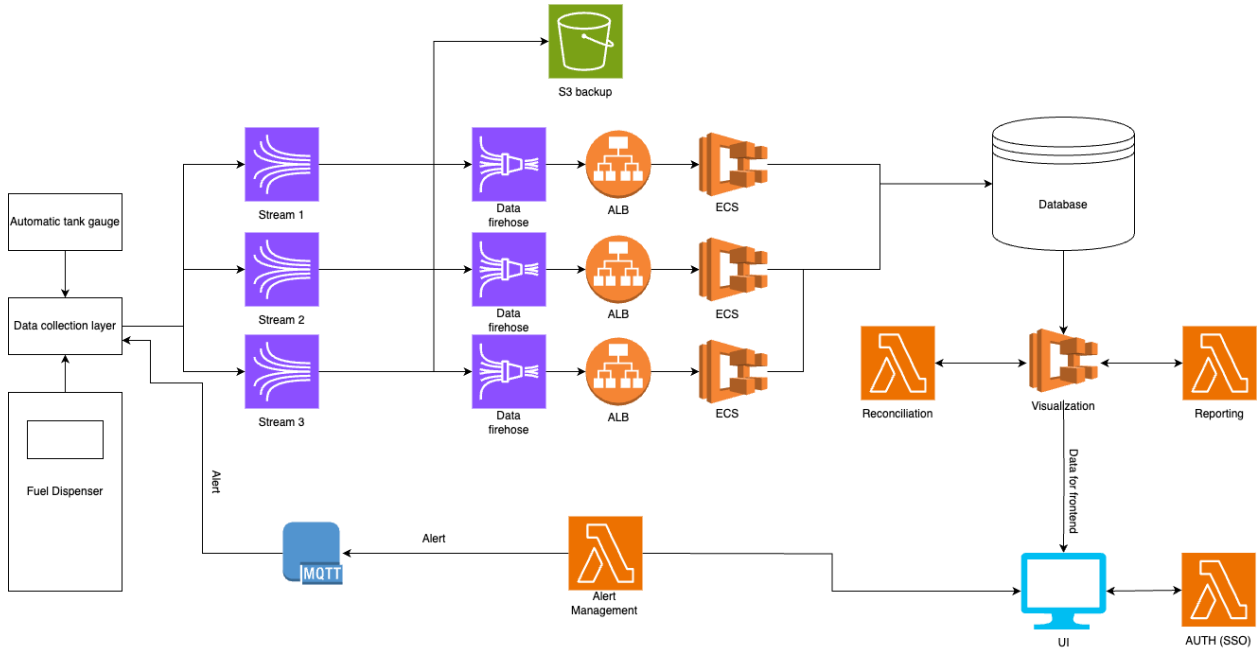 S3 backup
Stream 1
Data
firehose
ALB
ECS
Database
Automatic tank gauge
Stream 2
Data
firehose
ALB
ECS
Data collection layer
Stream 3
Data
firehose
ALB
ECS
Reconciliation
Visualization
Reporting
Fuel Dispenser
Alert
Data for frontend
Alert
MQTT
Alert
Management
UI
AUTH (SSO)